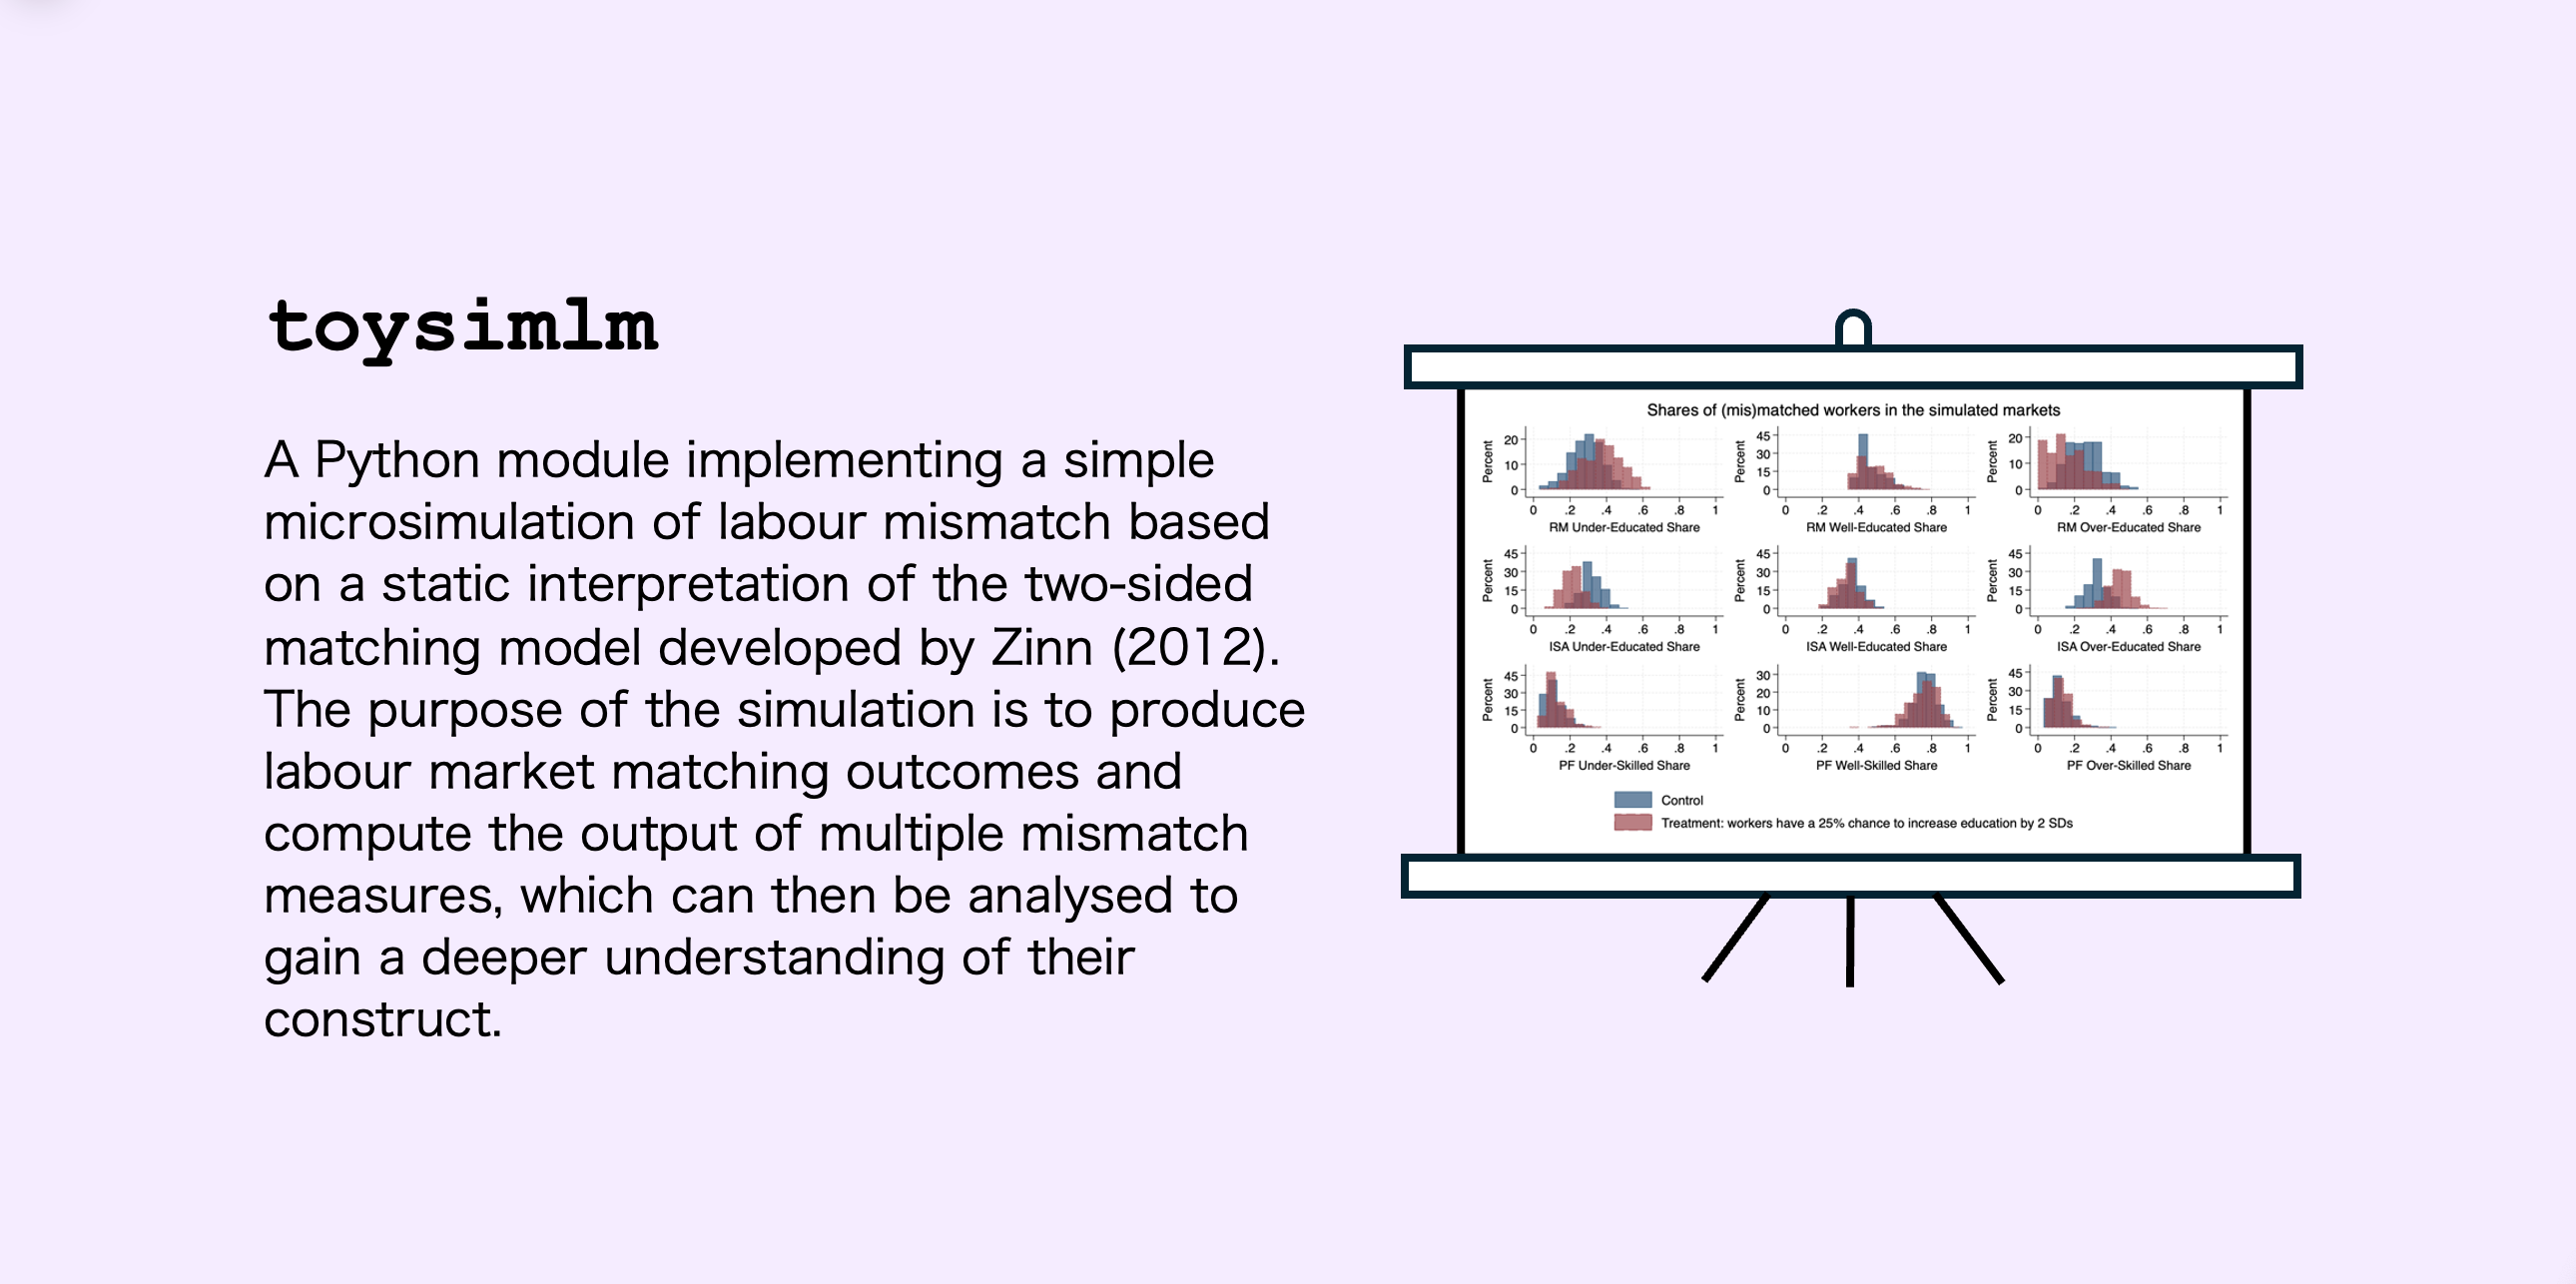 toysimlm
A Python module implementing a simple
microsimulation of labour mismatch based
on a static interpretation of the two-sided
matching model developed by Zinn (2012).
The purpose of the simulation is to produce
labour market matching outcomes and
compute the output of multiple mismatch
measures, which can then be analysed to
gain a deeper understanding of their
construct.
Shares of (mis)matched workers in the simulated markets
Percent 20 10 0
0 .2 .4 .6 .8 1
RM Under-Educated Share
Percent 45 30 15 0
0 .2 .4 .6 .8 1
RM Well-Educated Share
Percent 20 10 0
0 .2 .4 .6 .8 1
RM Over-Educated Share
Percent 45 30 15 0
0 .2 .4 .6 .8 1
ISA Under-Educated Share
Percent 45 30 15 0
0 .2 .4 .6 .8 1
ISA Well-Educated Share
Percent 45 30 15 0
0 .2 .4 .6 .8 1
ISA Over-Educated Share
Percent 45 30 15 0
0 .2 .4 .6 .8 1
PF Under-Skilled Share
Percent 30 20 10 0
0 .2 .4 .6 .8 1
PF Well-Skilled Share
Percent 45 30 15 0
0 .2 .4 .6 .8 1
PF Over-Skilled Share
Control
Treatment: workers have a 25% chance to increase education by 2 SDs